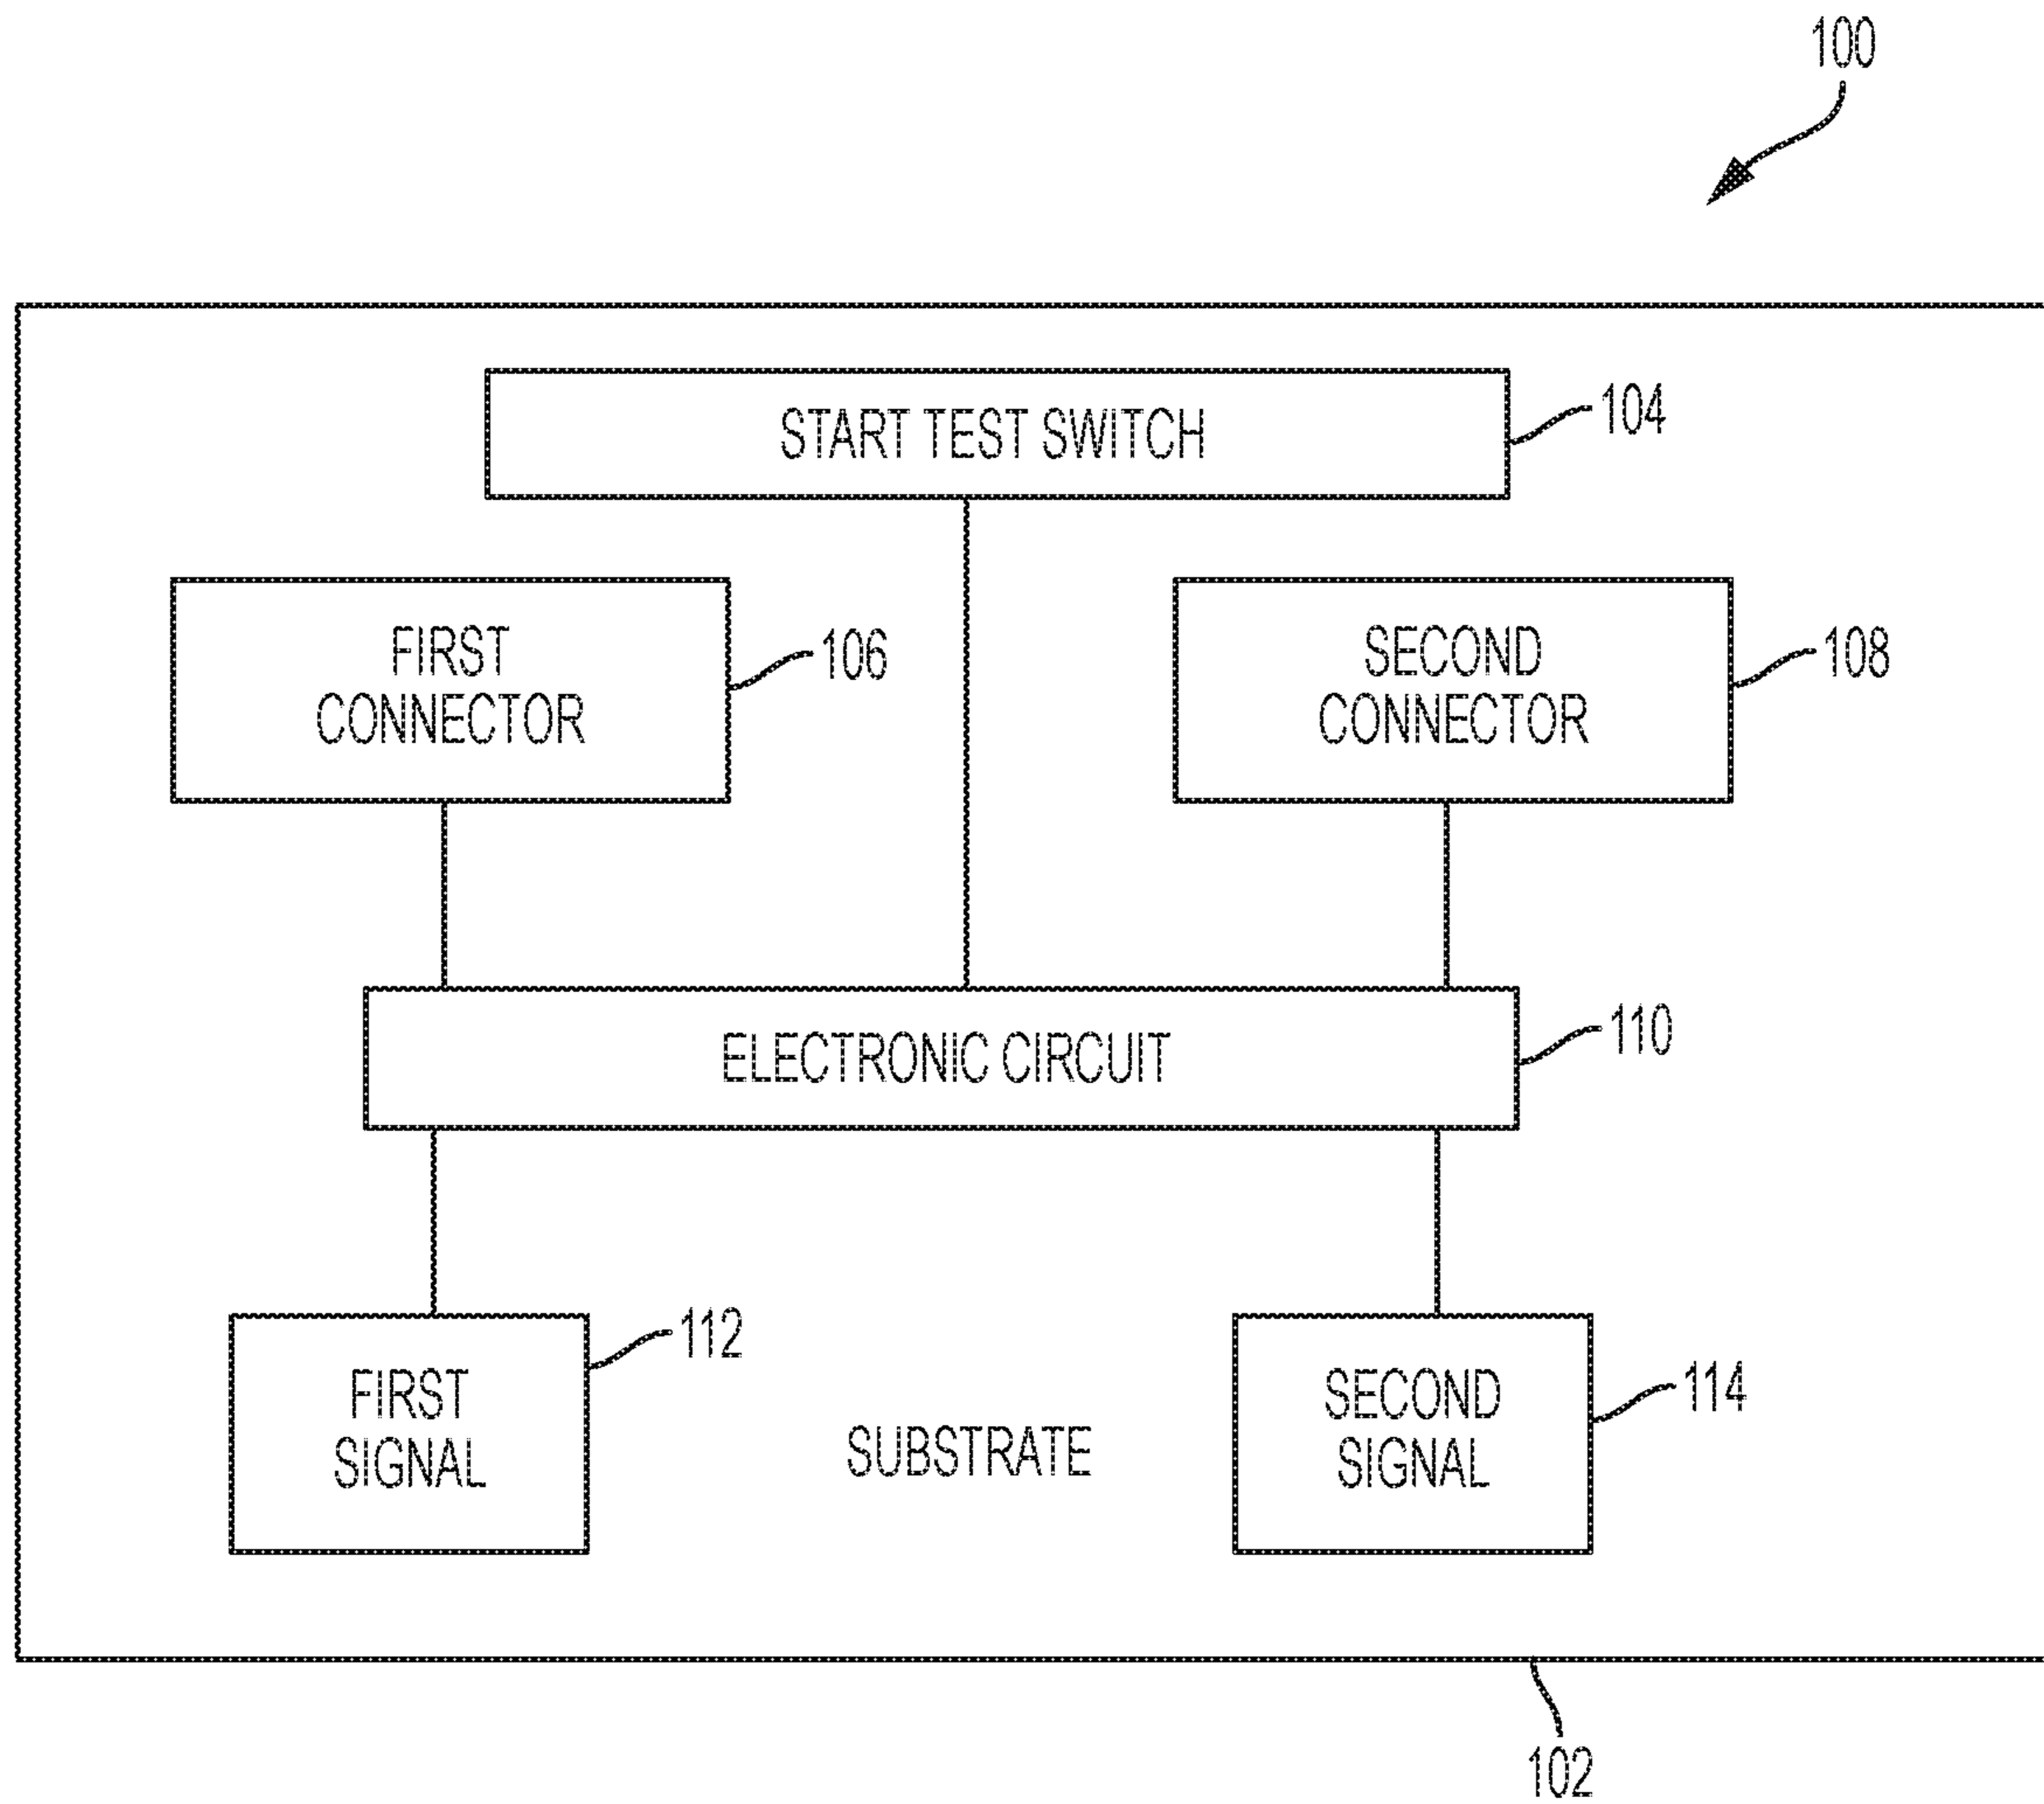 100
START TEST SWITCH
104
FIRST
CONNECTOR
106
SECOND
CONNECTOR
108
ELECTRONIC CIRCUIT
110
FIRST
SIGNAL
112
SUBSTRATE
SECOND
SIGNAL
114
102